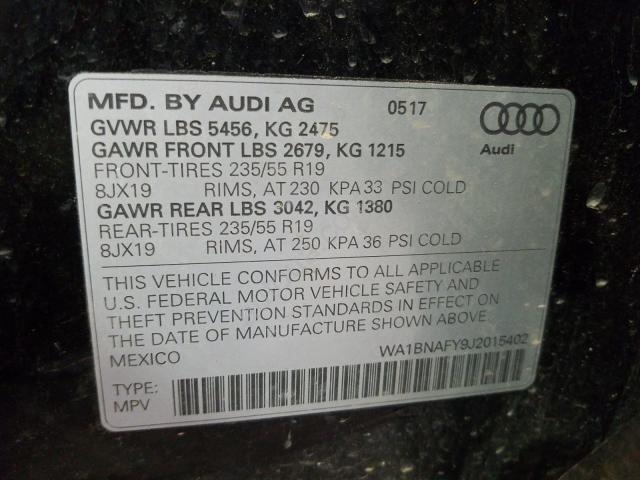 MFD. BY AUDI AG 0517
Audi
GVWR LBS 5456, KG 2475
GAWR FRONT LBS 2679, KG 1215
FRONT-TIRES 235/55 R19
8JX19 RIMS, AT 230 KPA 33 PSI COLD
GAWR REAR LBS 3042, KG 1380
REAR-TIRES 235/55 R19
8JX19 RIMS, AT 250 KPA 36 PSI COLD
THIS VEHICLE CONFORMS TO ALL APPLICABLE
U.S. FEDERAL MOTOR VEHICLE SAFETY AND
THEFT PREVENTION STANDARDS IN EFFECT ON
THE DATE OF MANUFACTURE SHOWN ABOVE.
MEXICO WA1BNAFY9J2015402
TYPE:
MPV